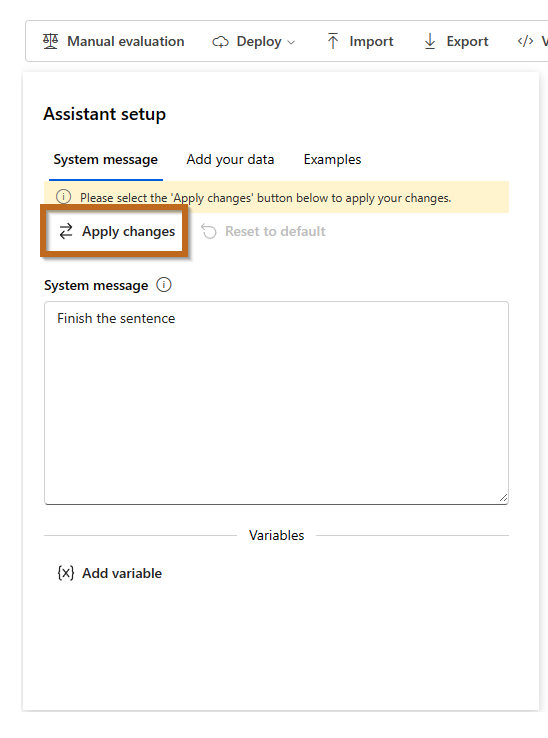 Manual evaluation Deploy Import Export </> V
Assistant setup
System message Add your data Examples
Please select the 'Apply changes' button below to apply your changes.
Apply changes Reset to default
System message
Finish the sentence
Variables
{x} Add variable